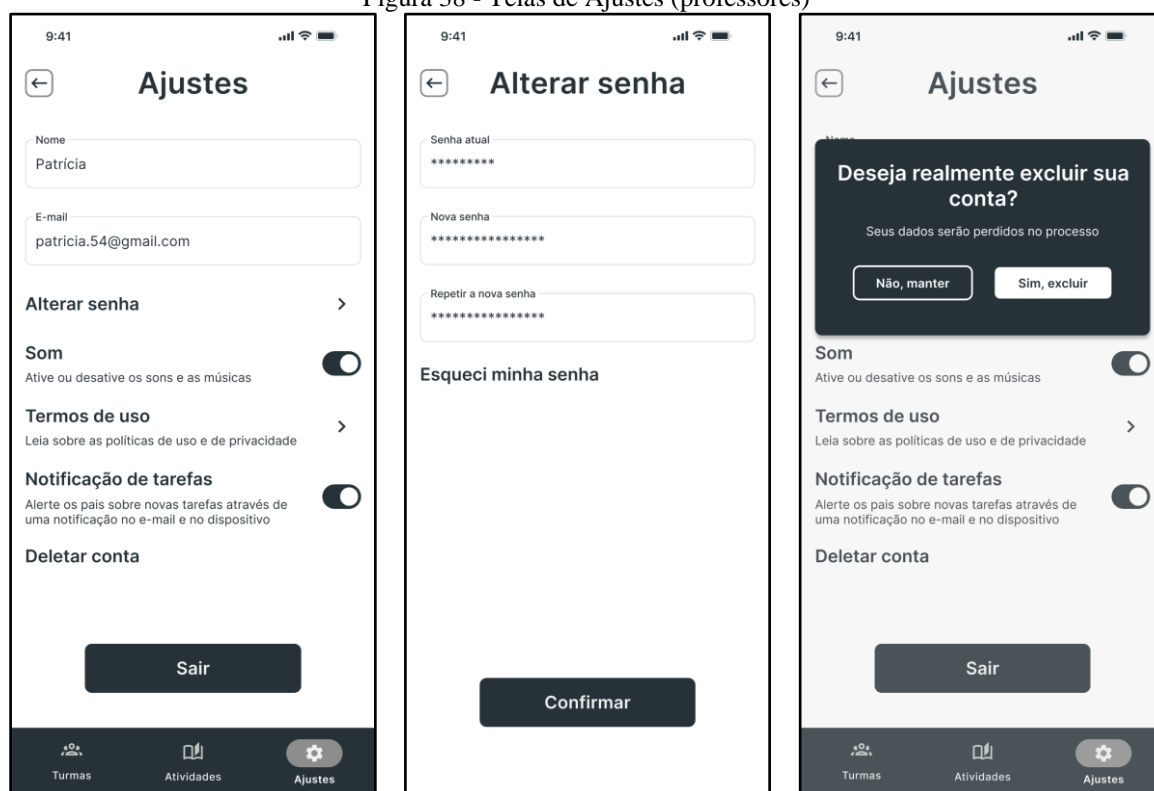 Figura 38 - Telas de Ajustes (professores)
9:41
Ajustes
Nome
Patrícia
E-mail
patricia.54@gmail.com
Alterar senha
Som
Ative ou desative os sons e as músicas
Termos de uso
Leia sobre as políticas de uso e de privacidade
Notificação de tarefas
Alerte os pais sobre novas tarefas através de
uma notificação no e-mail e no dispositivo
Deletar conta
Sair
Turmas
Atividades
Ajustes
9:41
Alterar senha
Senha atual
*********
Nova senha
****************
Repetir a nova senha
****************
Esqueci minha senha
Confirmar
9:41
Ajustes
Nome
Deseja realmente excluir sua
conta?
Seus dados serão perdidos no processo
Não, manter
Sim, excluir
Som
Ative ou desative os sons e as músicas
Termos de uso
Leia sobre as políticas de uso e de privacidade
Notificação de tarefas
Alerte os pais sobre novas tarefas através de
uma notificação no e-mail e no dispositivo
Deletar conta
Sair
Turmas
Atividades
Ajustes